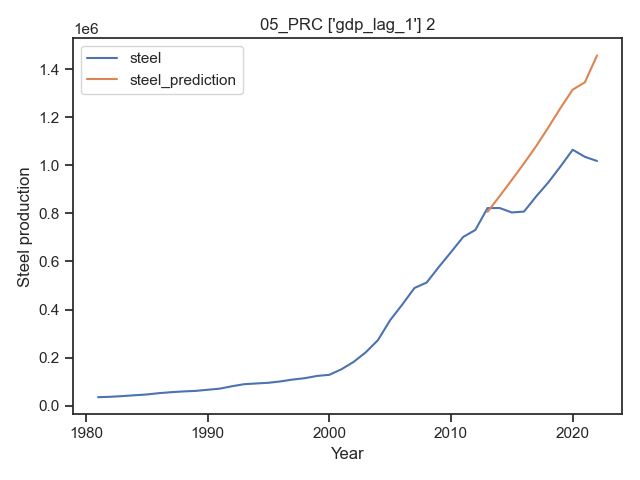 05_PRC ['gdp_lag_1'] 2
1e6
steel
steel_prediction
1.4
1.2
1.0
0.8
0.6
0.4
0.2
0.0
Steel production
1980
1990
2000
2010
2020
Year